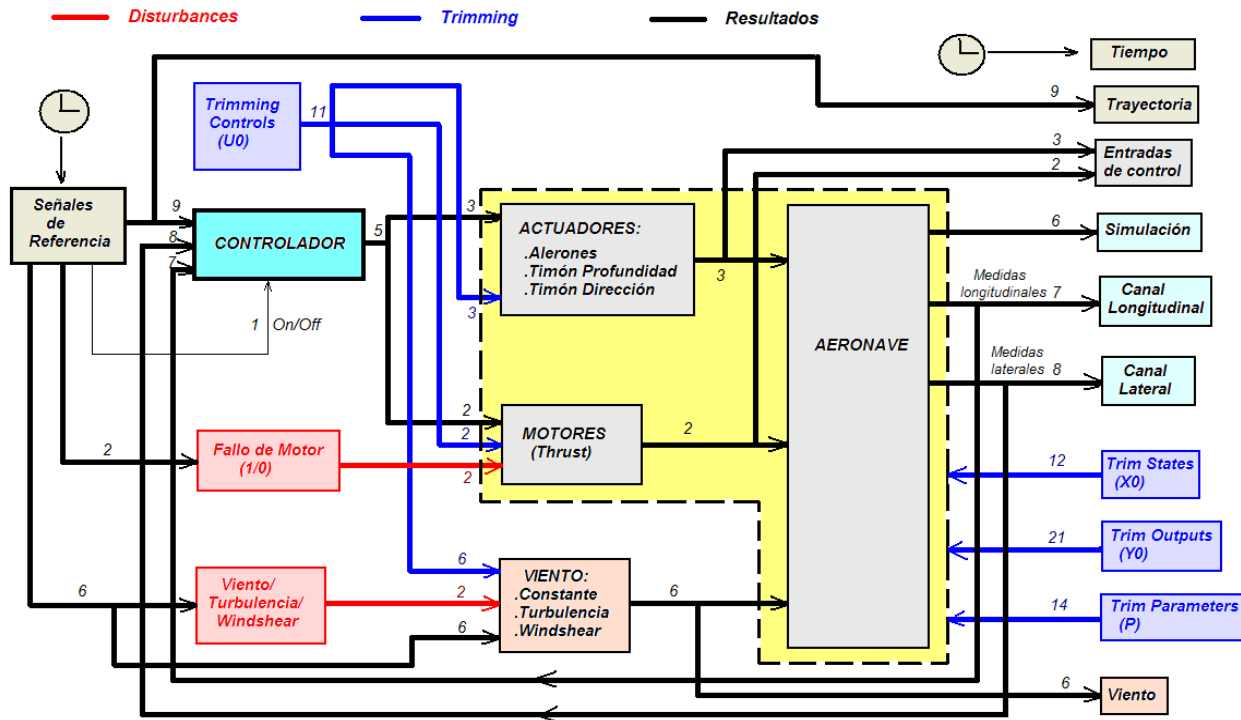 Disturbances
Trimming
Resultados
Tiempo
9
Trayectoria
Trimming
Controls
(U0)
11
3
2
Entradas
de control
Señales
de
Referencia
9
8
7
CONTROLADOR
5
3
ACTUADORES:
.Alerones
.Timón Profundidad
.Timón Dirección
3
3
AERONAVE
6
Simulación
Medidas
longitudinales 7
Canal
Longitudinal
Medidas
laterales 8
Canal
Lateral
1 On/Off
2
2
2
MOTORES
(Thrust)
2
2
Fallo de Motor
(1/0)
12
Trim States
(X0)
21
Trim Outputs
(Y0)
14
Trim Parameters
(P)
6
Viento/
Turbulencia/
Windshear
6
2
6
VIENTO:
.Constante
.Turbulencia
.Windshear
6
6
Viento